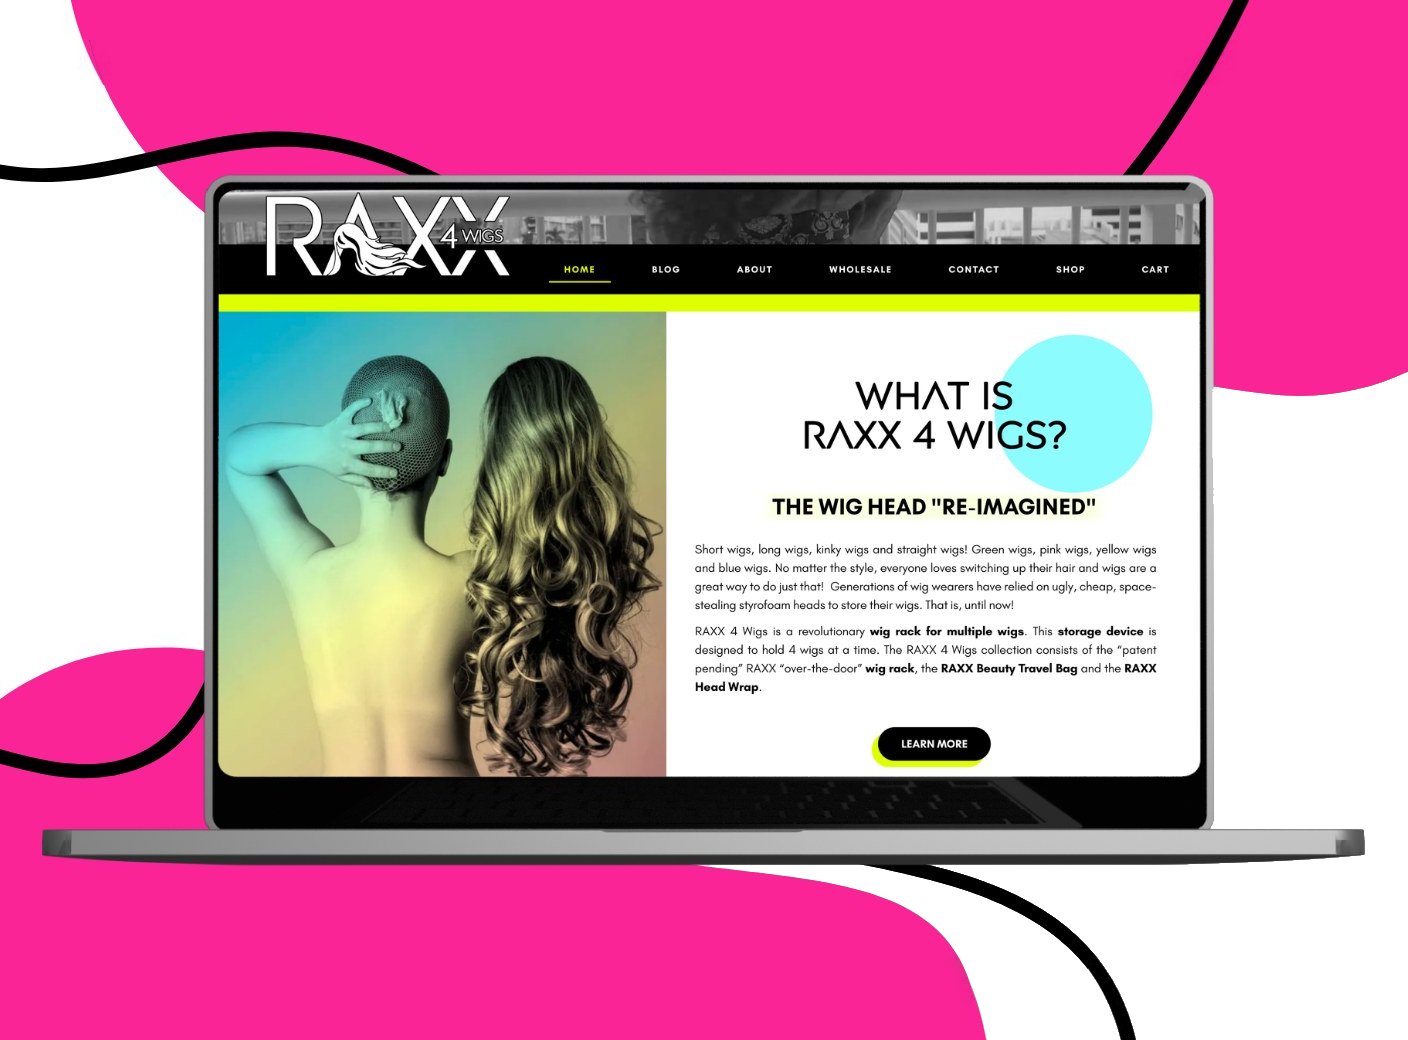 RAXX
4 WIGS
HOME BLOG ABOUT WHOLESALE CONTACT SHOP CART
WHAT IS
RAXX 4 WIGS?
THE WIG HEAD "RE-IMAGINED"
Short wigs, long wigs, kinky wigs and straight wigs! Green wigs, pink wigs, yellow wigs
and blue wigs. No matter the style, everyone loves switching up their hair and wigs are a
great way to do just that! Generations of wig wearers have relied on ugly, cheap, space-
stealing styrofoam heads to store their wigs. That is, until now!
RAXX 4 Wigs is a revolutionary wig rack for multiple wigs. This storage device is
designed to hold 4 wigs at a time. The RAXX 4 Wigs collection consists of the “patent
pending” RAXX “over-the-door” wig rack, the RAXX Beauty Travel Bag and the RAXX
Head Wrap.
LEARN MORE